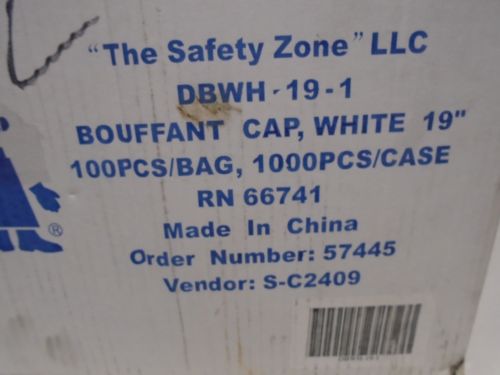 "The Safety Zone" LLC
DBWH-19-1
BOUFFANT CAP, WHITE 19"
100PCS/BAG, 1000PCS/CASE
RN 66741
Made In China
Order Number: 57445
Vendor: S-C2409
®